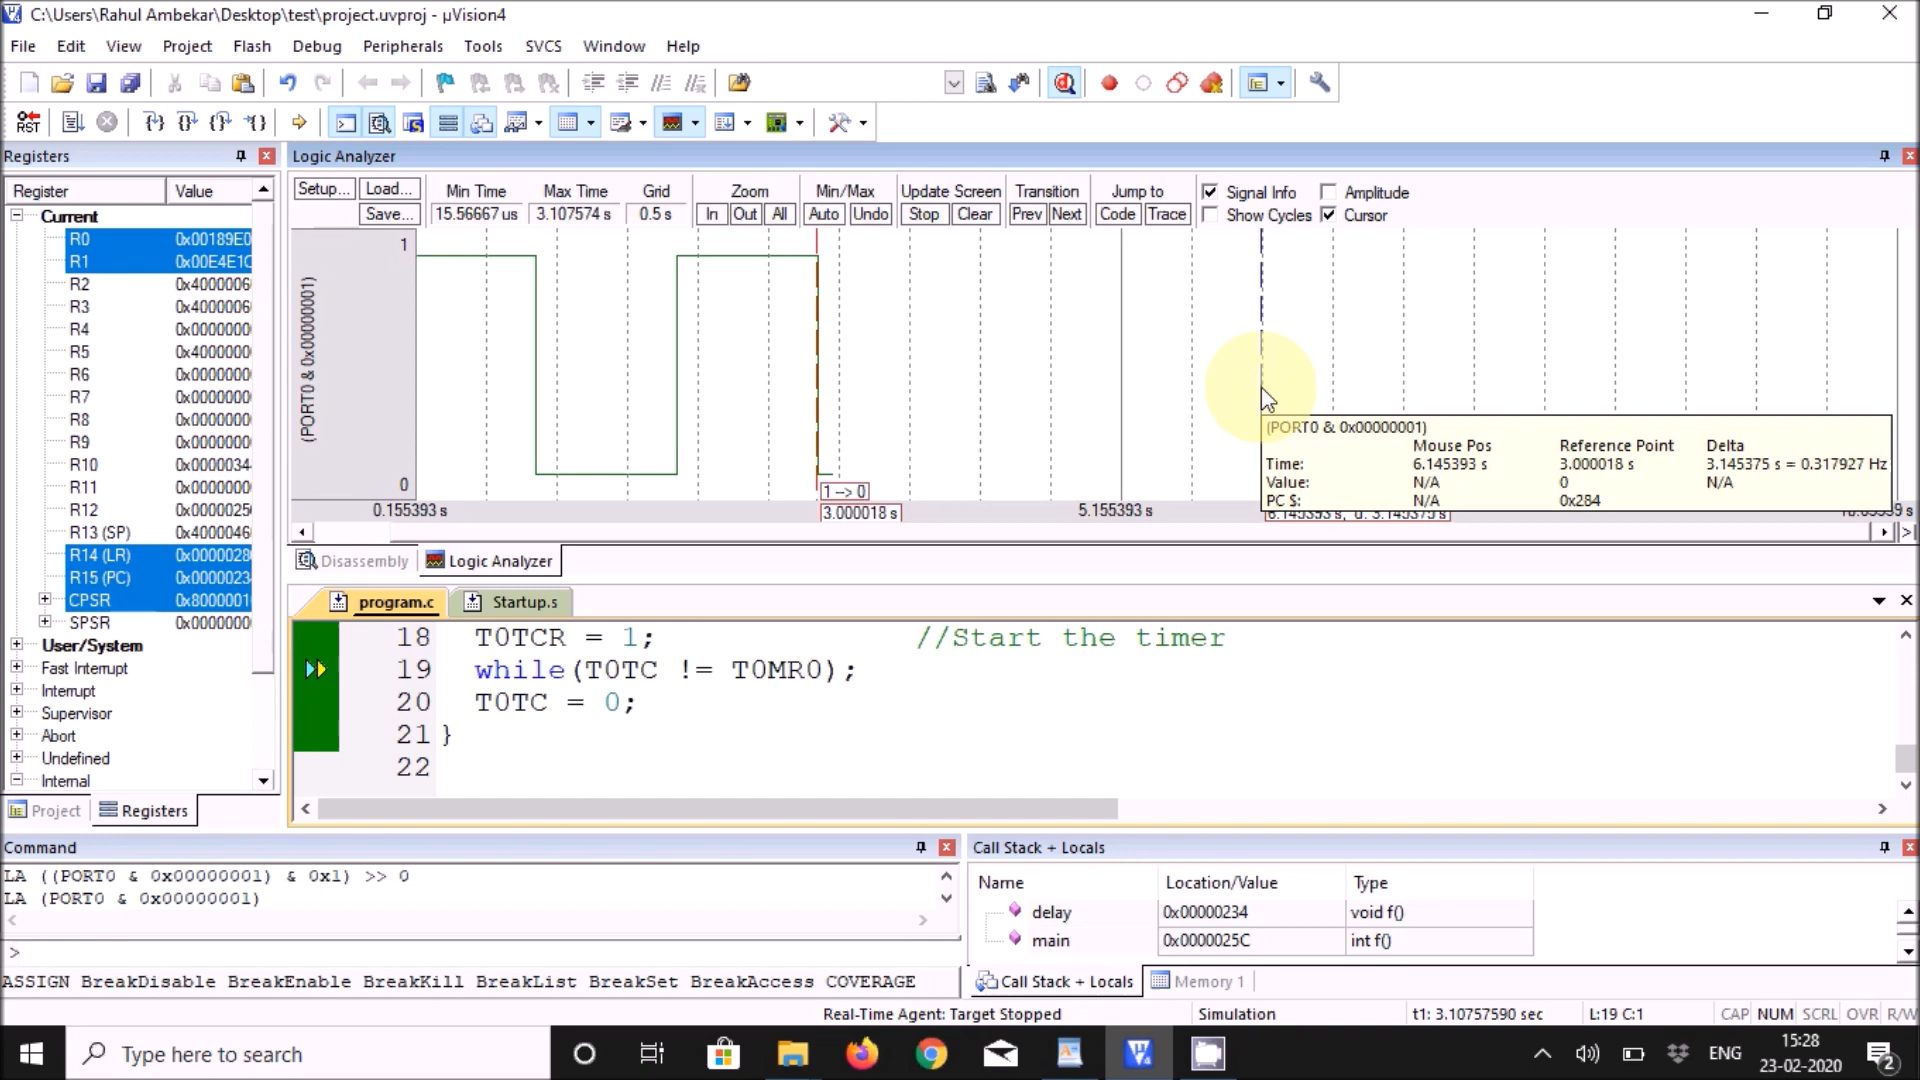 C:\Users\Rahul Ambekar\Desktop\test\project.uvproj - µVision4
File Edit View Project Flash Debug Peripherals Tools SVCS Window Help
RST
Registers
Logic Analyzer
Register Value
Current
R0 0x00189E0
R1 0x00E4E1C
R2 0x4000006
R3 0x4000006
R4 0x0000000
R5 0x4000000
R6 0x0000000
R7 0x0000000
R8 0x0000000
R9 0x0000000
R10 0x0000034
R11 0x0000000
R12 0x0000025
R13 (SP) 0x4000046
R14 (LR) 0x0000028
R15 (PC) 0x0000023
CPSR 0x8000001
SPSR 0x0000000
User/System
Fast Interrupt
Interrupt
Supervisor
Abort
Undefined
Internal
Project Registers
Setup... Load... Min Time Max Time Grid Zoom Min/Max Update Screen Transition Jump to Signal Info Amplitude
Save... 15.56667 us 3.107574 s 0.5 s In Out All Auto Undo Stop Clear Prev Next Code Trace Show Cycles Cursor
1
(PORT0 & 0x00000001)
0
1 --> 0
0.155393 s 3.000018 s 5.155393 s 6.145393 s, d: 3.145375 s
(PORT0 & 0x00000001)
Mouse Pos Reference Point Delta
Time: 6.145393 s 3.000018 s 3.145375 s = 0.317927 Hz
Value: N/A 0 N/A
PC $: N/A 0x284
Disassembly Logic Analyzer
program.c Startup.s
18 T0TCR = 1; //Start the timer
19 while(T0TC != T0MR0);
20 T0TC = 0;
21 }
22
Command
LA ((PORT0 & 0x00000001) & 0x1) >> 0
LA (PORT0 & 0x00000001)
>
ASSIGN BreakDisable BreakEnable BreakKill BreakList BreakSet BreakAccess COVERAGE
Call Stack + Locals
Name Location/Value Type
delay 0x00000234 void f()
main 0x0000025C int f()
Call Stack + Locals Memory 1
Real-Time Agent: Target Stopped Simulation t1: 3.10757590 sec L:19 C:1 CAP NUM SCRL OVR R/W
Type here to search
ENG
15:28
23-02-2020
2